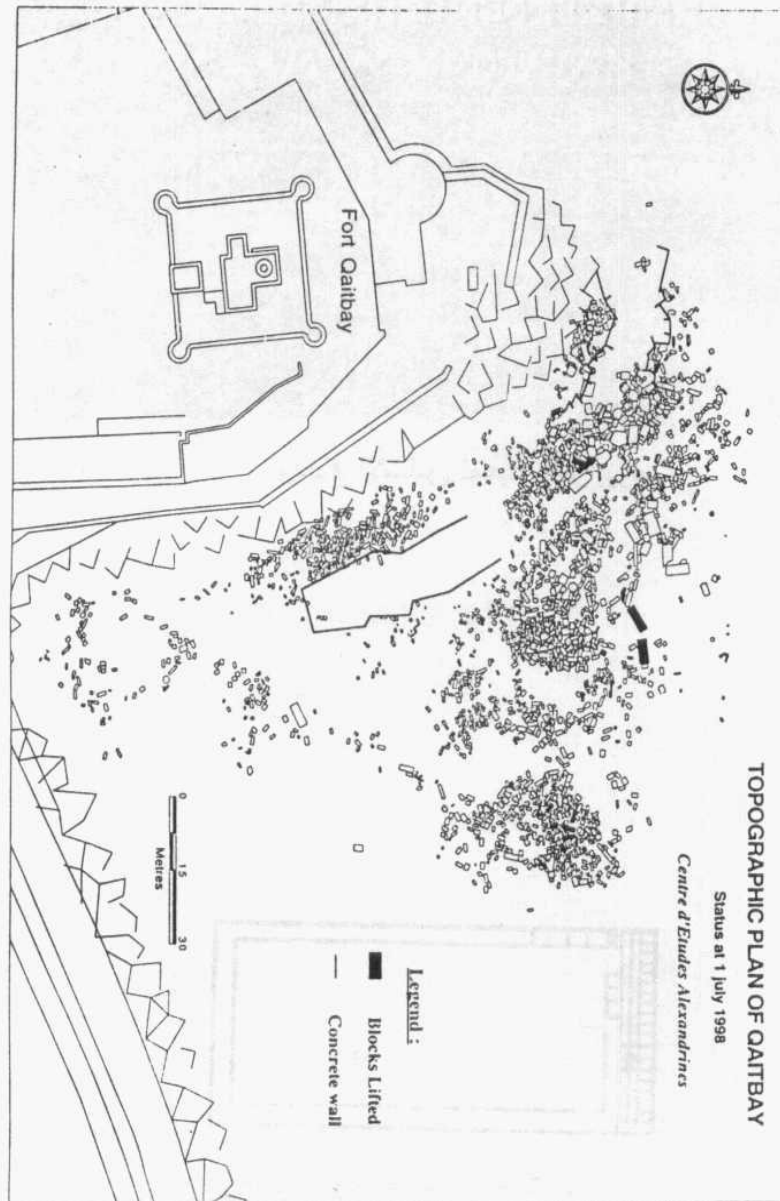 TOPOGRAPHIC PLAN OF QAITBAY
Status at 1 july 1998
Centre d'Etudes Alexandrines
Fort Qaitbay
Legend :
Blocks Lifted
Concrete wall
0 15 30
Metres